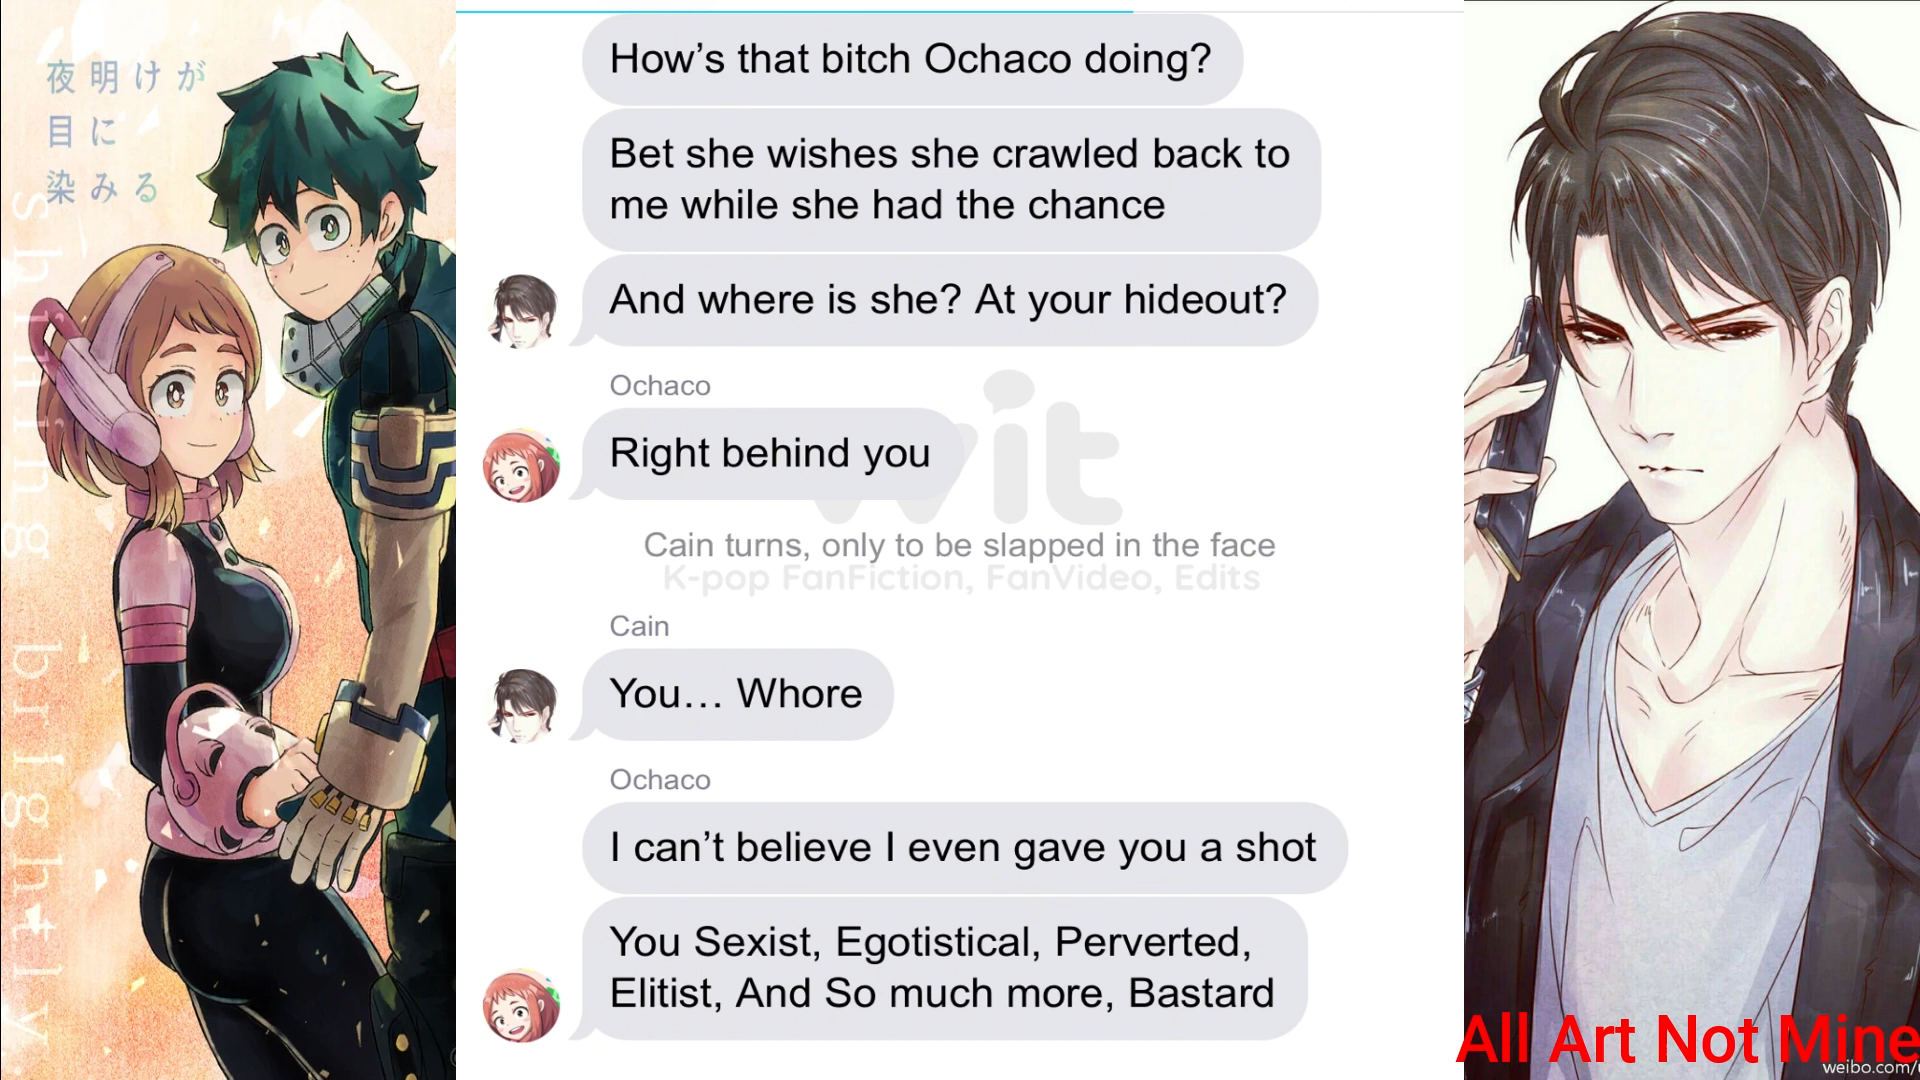 夜明けが
目に
染みる
shining brightly.
How’s that bitch Ochaco doing?
Bet she wishes she crawled back to
me while she had the chance
And where is she? At your hideout?
Ochaco
Right behind you
wit
Cain turns, only to be slapped in the face
K-pop FanFiction, FanVideo, Edits
Cain
You… Whore
Ochaco
I can’t believe I even gave you a shot
You Sexist, Egotistical, Perverted,
Elitist, And So much more, Bastard
All Art Not Mine
weibo.com/u